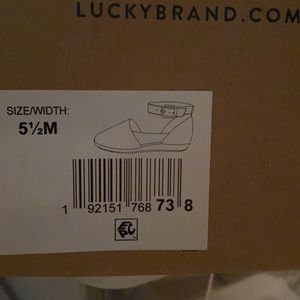 LUCKYBRAND.COM
SIZE/WIDTH:
5½M
1 92151 768 73 8